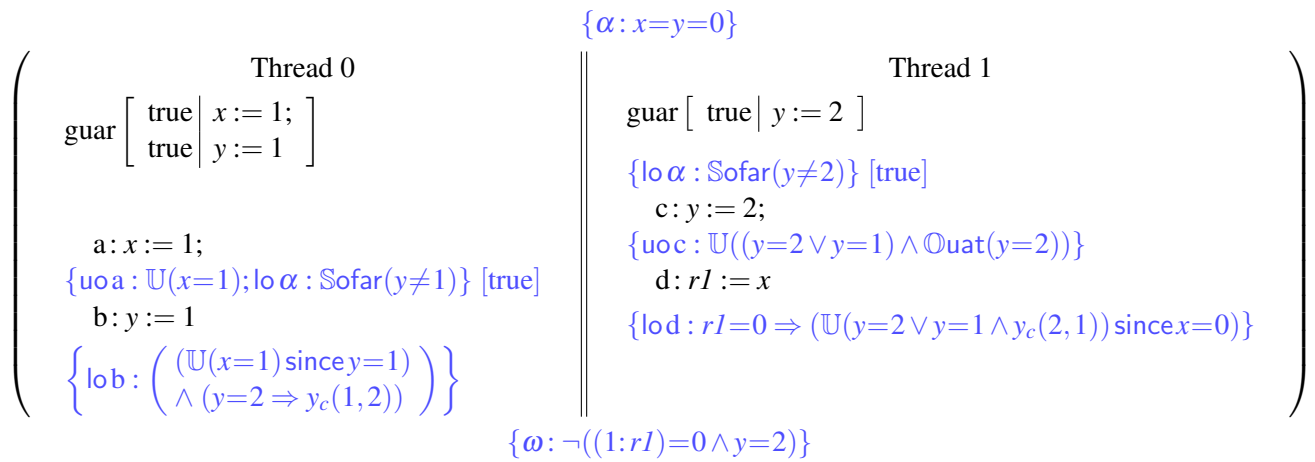 {α: x=y=0}
Thread 0
guar [ true | x := 1;
true | y := 1 ]
a: x := 1;
{uo a : 𝕌(x=1); lo α : 𝕊ofar(y≠1)} [true]
b: y := 1
{lo b : ( (𝕌(x=1) since y=1)
∧ (y=2 ⇒ y_c(1,2)) )}
Thread 1
guar [ true | y := 2 ]
{lo α : 𝕊ofar(y≠2)} [true]
c: y := 2;
{uo c : 𝕌((y=2 ∨ y=1) ∧ 𝕆uat(y=2))}
d: r1 := x
{lo d : r1=0 ⇒ (𝕌(y=2 ∨ y=1 ∧ y_c(2,1)) since x=0)}
{ω: ¬((1:r1)=0 ∧ y=2)}